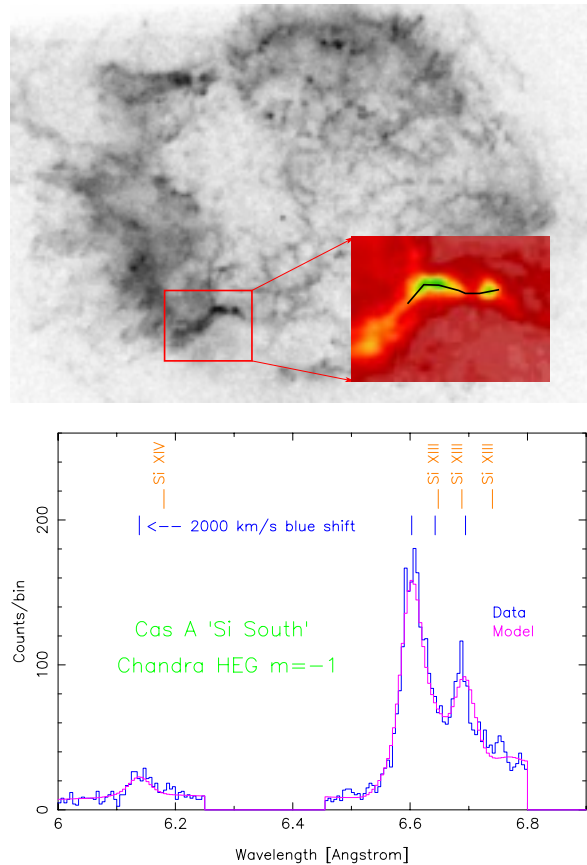 Si XIV
Si XIII
Si XIII
Si XIII
<−− 2000 km/s blue shift
Data
Model
Cas A 'Si South'
Chandra HEG m=−1
Counts/bin
200
100
0
6
6.2
6.4
6.6
6.8
Wavelength [Angstrom]